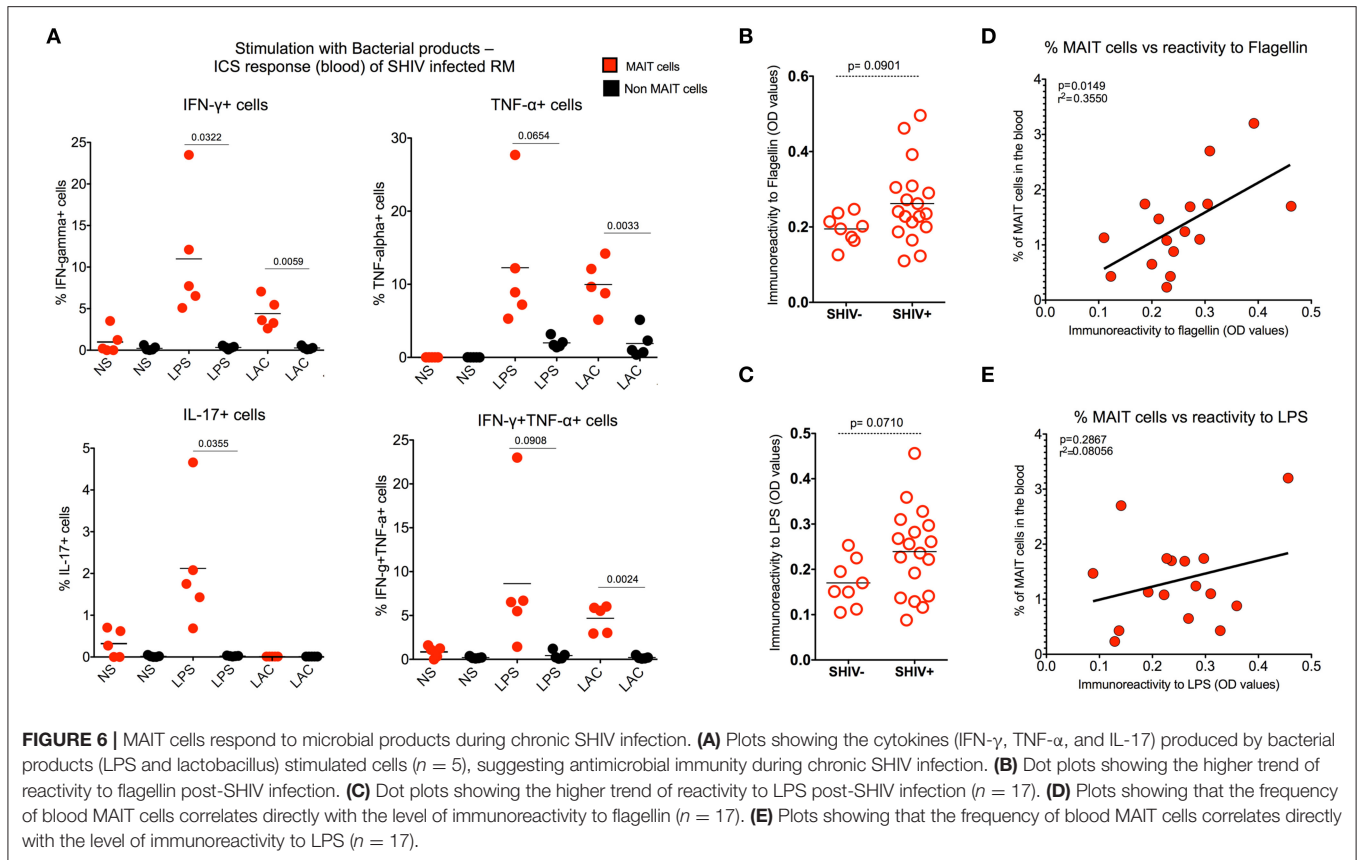 A
Stimulation with Bacterial products –
ICS response (blood) of SHIV infected RM
MAIT cells
Non MAIT cells
IFN-γ+ cells
% IFN-gamma+ cells
25
20
15
10
5
0
0.0322
0.0059
NS
NS
LPS
LPS
LAC
LAC
TNF-α+ cells
% TNF-alpha+ cells
30
20
10
0
0.0654
0.0033
NS
NS
LPS
LPS
LAC
LAC
IL-17+ cells
% IL-17+ cells
5
4
3
2
1
0
0.0355
NS
NS
LPS
LPS
LAC
LAC
IFN-γ+TNF-α+ cells
% IFN-g+TNF-a+ cells
25
20
15
10
5
0
0.0908
0.0024
NS
NS
LPS
LPS
LAC
LAC
B
Immunoreactivity to Flagellin (OD values)
0.6
0.4
0.2
0.0
p= 0.0901
SHIV-
SHIV+
C
Immunoreactivity to LPS (OD values)
0.5
0.4
0.3
0.2
0.1
0.0
p= 0.0710
SHIV-
SHIV+
D
% MAIT cells vs reactivity to Flagellin
p=0.0149
r²=0.3550
% of MAIT cells in the blood
4
3
2
1
0
0.0
0.1
0.2
0.3
0.4
0.5
Immunoreactivity to flagellin (OD values)
E
% MAIT cells vs reactivity to LPS
p=0.2867
r²=0.08056
% of MAIT cells in the blood
4
3
2
1
0
0.0
0.1
0.2
0.3
0.4
0.5
Immunoreactivity to LPS (OD values)
FIGURE 6 | MAIT cells respond to microbial products during chronic SHIV infection. (A) Plots showing the cytokines (IFN-γ, TNF-α, and IL-17) produced by bacterial
products (LPS and lactobacillus) stimulated cells (n = 5), suggesting antimicrobial immunity during chronic SHIV infection. (B) Dot plots showing the higher trend of
reactivity to flagellin post-SHIV infection. (C) Dot plots showing the higher trend of reactivity to LPS post-SHIV infection (n = 17). (D) Plots showing that the frequency
of blood MAIT cells correlates directly with the level of immunoreactivity to flagellin (n = 17). (E) Plots showing that the frequency of blood MAIT cells correlates directly
with the level of immunoreactivity to LPS (n = 17).